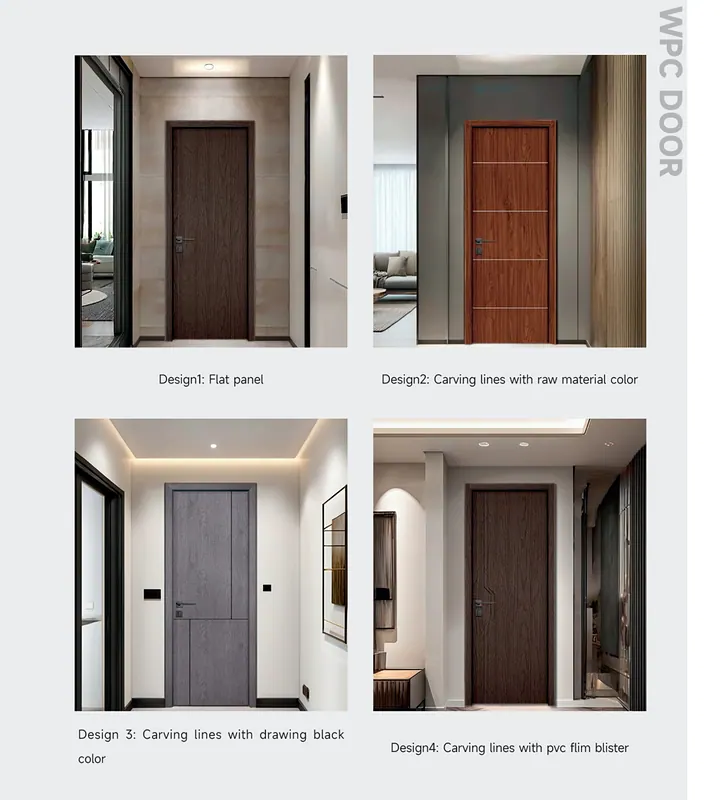 WPC DOOR
Design1: Flat panel
Design2: Carving lines with raw material color
Design 3: Carving lines with drawing black
color
Design4: Carving lines with pvc flim blister